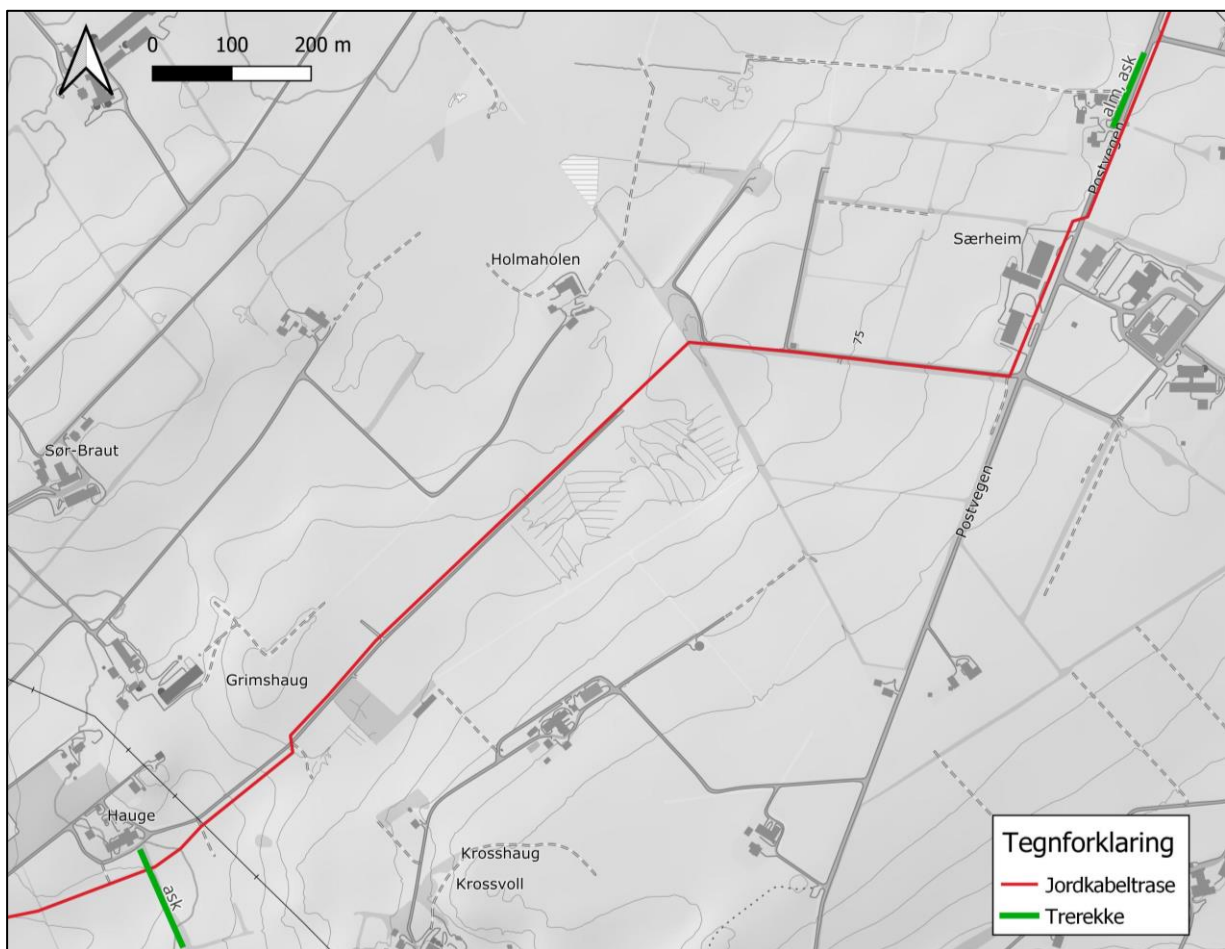 0 100 200 m
alm, ask
Postvegen
Særheim
Holmaholen
75
Sør-Braut
Postvegen
Grimshaug
Hauge
Krosshaug
Krossvoll
ask
Tegnforklaring
Jordkabeltrase
Trerekke